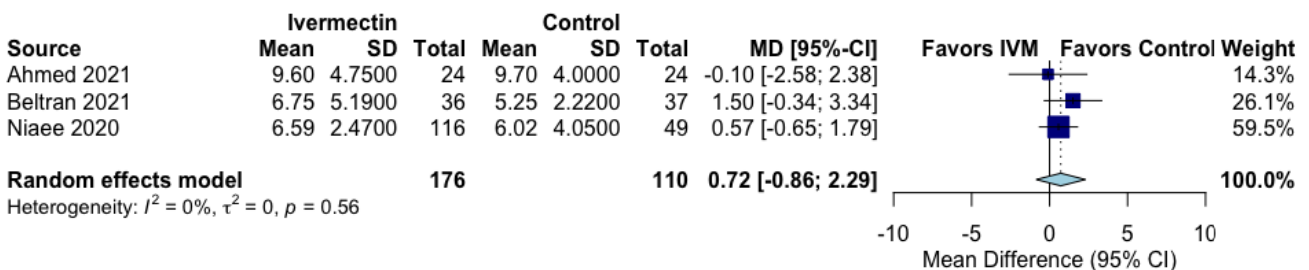 Ivermectin Control
Source Mean SD Total Mean SD Total MD [95%-CI] Favors IVM Favors Control Weight
Ahmed 2021 9.60 4.7500 24 9.70 4.0000 24 -0.10 [-2.58; 2.38] 14.3%
Beltran 2021 6.75 5.1900 36 5.25 2.2200 37 1.50 [-0.34; 3.34] 26.1%
Niaee 2020 6.59 2.4700 116 6.02 4.0500 49 0.57 [-0.65; 1.79] 59.5%
Random effects model 176 110 0.72 [-0.86; 2.29] 100.0%
Heterogeneity: I² = 0%, τ² = 0, p = 0.56
-10 -5 0 5 10
Mean Difference (95% CI)